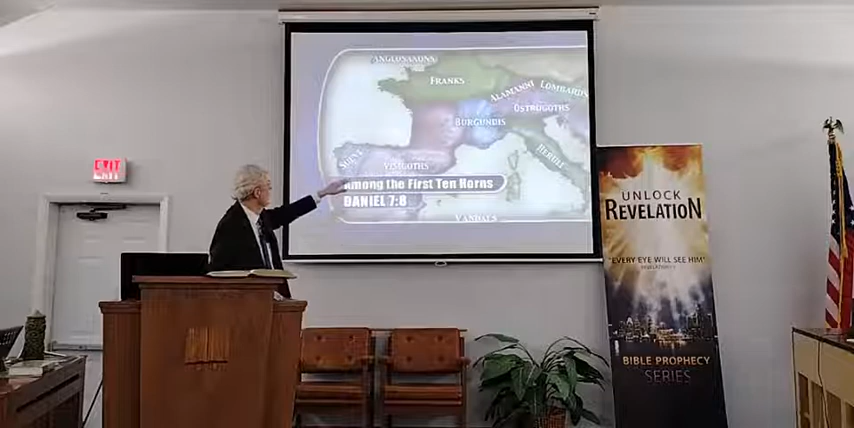 ANGLOSAXONS
FRANKS
ALAMANNI
LOMBARDS
OSTROGOTHS
BURGUNDIS
HERULI
SUEVI
VISIGOTHS
Among the First Ten Horns
DANIEL 7:8
VANDALS
EXIT
UNLOCK
REVELATION
"EVERY EYE WILL SEE HIM"
BIBLE PROPHECY
SERIES